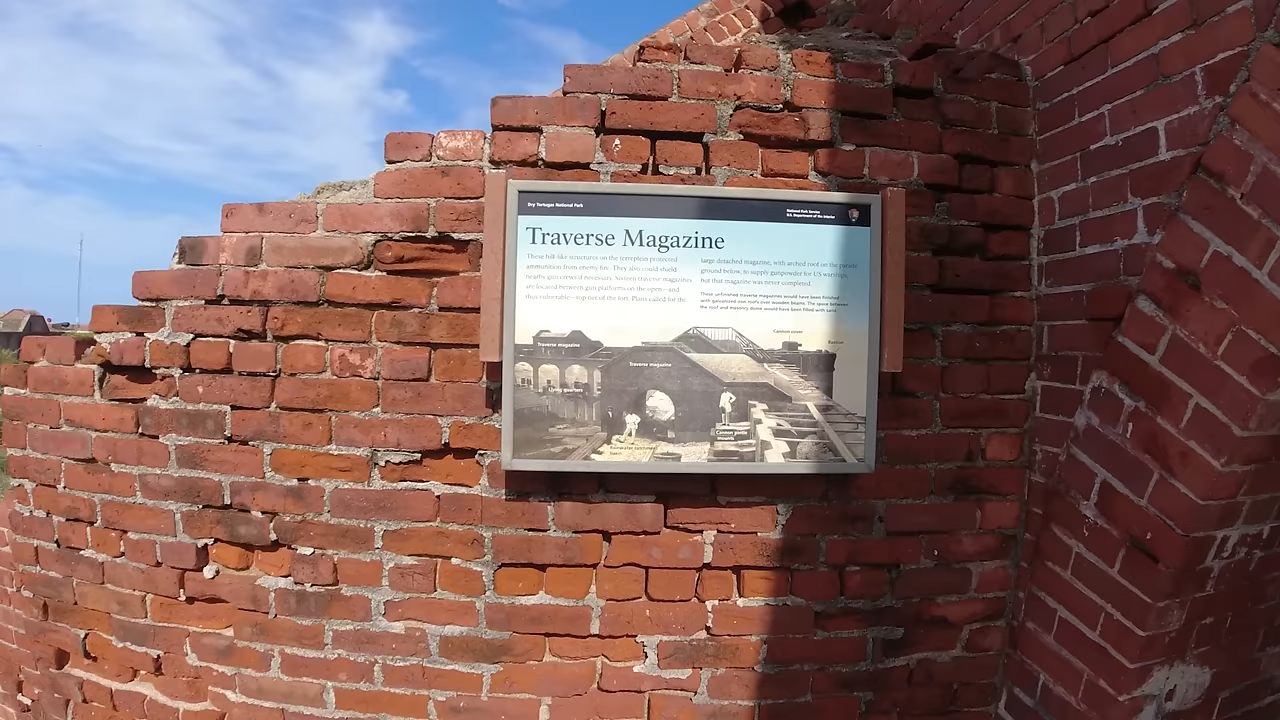 Dry Tortugas National Park
National Park Service
U.S. Department of the Interior
Traverse Magazine
These hill-like structures on the terreplein protected
ammunition from enemy fire. They also could shield
nearby gun crews if necessary. Sixteen traverse magazines
are located between gun platforms on the open—and
thus vulnerable—top tier of the fort. Plans called for the
large detached magazine, with arched roof on the parade
ground below, to supply gunpowder for US warships,
but that magazine was never completed.
These unfinished traverse magazines would have been finished
with galvanized iron roofs over wooden beams. The space between
the roof and masonry dome would have been filled with sand.
Cannon cover
Traverse magazine
Bastion
Traverse magazine
Living quarters
Cannon
mounts
Rainwater catchment
basin